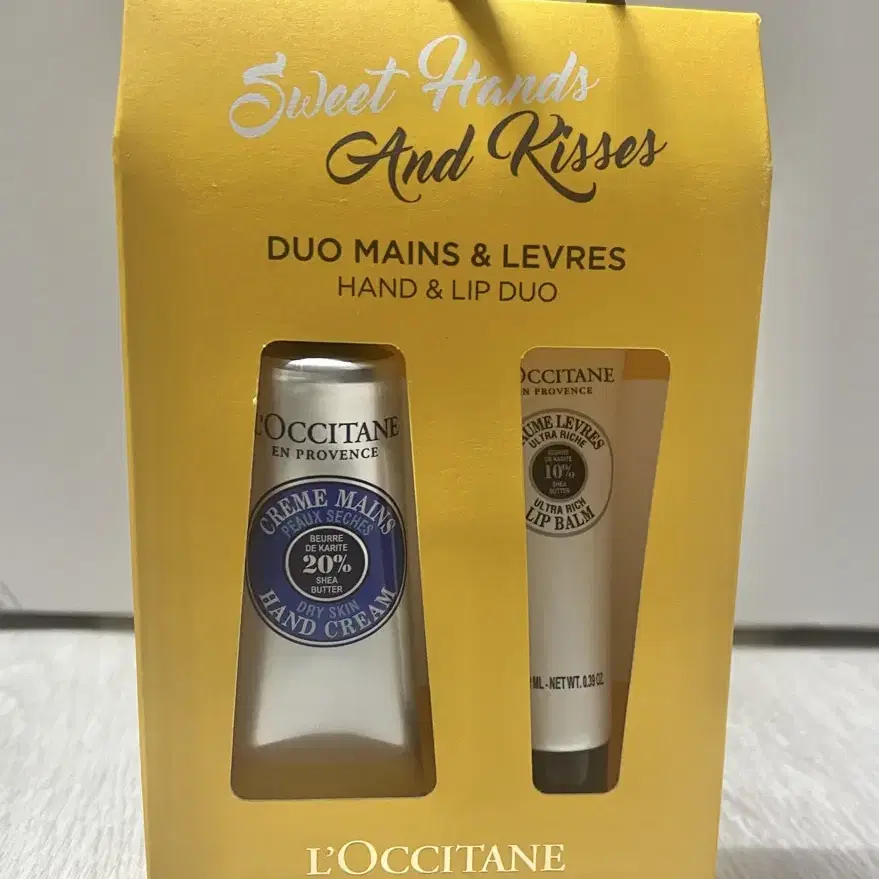 Sweet Hands
And Kisses
DUO MAINS & LEVRES
HAND & LIP DUO
L'OCCITANE
EN PROVENCE
CREME MAINS
PEAUX SECHES
BEURRE
DE KARITE
20%
SHEA
BUTTER
DRY SKIN
HAND CREAM
OCCITANE
EN PROVENCE
AUME LEVRES
ULTRA RICHE
BEURRE
DE KARITE
10%
SHEA
BUTTER
ULTRA RICH
LIP BALM
ML - NET WT. 0.39 OZ.
L'OCCITANE